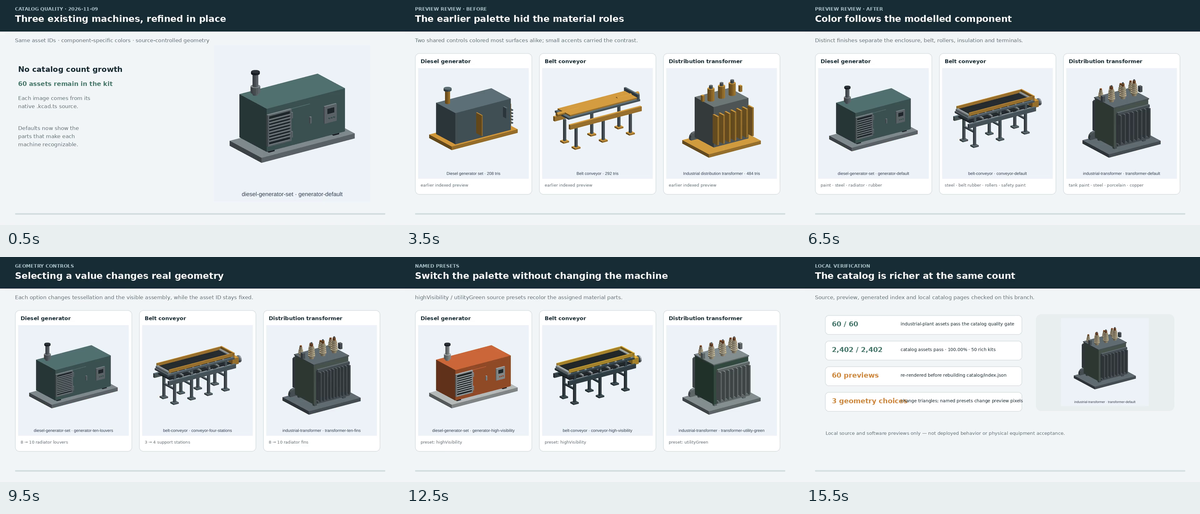 CATALOG QUALITY · 2026-11-09
Three existing machines, refined in place
Same asset IDs · component-specific colors · source-controlled geometry
No catalog count growth
60 assets remain in the kit
Each image comes from its
native .kcad.ts source.
Defaults now show the
parts that make each
machine recognizable.
diesel-generator-set · generator-default
0.5s
PREVIEW REVIEW · BEFORE
The earlier palette hid the material roles
Two shared controls colored most surfaces alike; small accents carried the contrast.
Diesel generator
Diesel generator set · 208 tris
earlier indexed preview
Belt conveyor
Belt conveyor · 292 tris
earlier indexed preview
Distribution transformer
Industrial distribution transformer · 484 tris
earlier indexed preview
3.5s
PREVIEW REVIEW · AFTER
Color follows the modelled component
Distinct finishes separate the enclosure, belt, rollers, insulation and terminals.
Diesel generator
diesel-generator-set · generator-default
paint · steel · radiator · rubber
Belt conveyor
belt-conveyor · conveyor-default
steel · belt rubber · rollers · safety paint
Distribution transformer
industrial-transformer · transformer-default
tank paint · steel · porcelain · copper
6.5s
GEOMETRY CONTROLS
Selecting a value changes real geometry
Each option changes tessellation and the visible assembly, while the asset ID stays fixed.
Diesel generator
diesel-generator-set · generator-ten-louvers
→ 10 radiator louvers
Belt conveyor
belt-conveyor · conveyor-four-stations
3 → 4 support stations
Distribution transformer
industrial-transformer · transformer-ten-fins
→ 10 radiator fins
9.5s
NAMED PRESETS
Switch the palette without changing the machine
highVisibility / utilityGreen source presets recolor the assigned material parts.
Diesel generator
diesel-generator-set · generator-high-visibility
preset: highVisibility
Belt conveyor
belt-conveyor · conveyor-high-visibility
preset: highVisibility
Distribution transformer
industrial-transformer · transformer-utility-green
preset: utilityGreen
12.5s
LOCAL VERIFICATION
The catalog is richer at the same count
Source, preview, generated index and local catalog pages checked on this branch.
60 / 60
industrial-plant assets pass the catalog quality gate
2,402 / 2,402
catalog assets pass · 100.00% · 50 rich kits
60 previews
re-rendered before rebuilding catalog/index.json
3 geometry choices
change triangles; named presets change preview pixels
industrial-transformer · transformer-default
Local source and software previews only — not deployed behavior or physical equipment acceptance.
15.5s